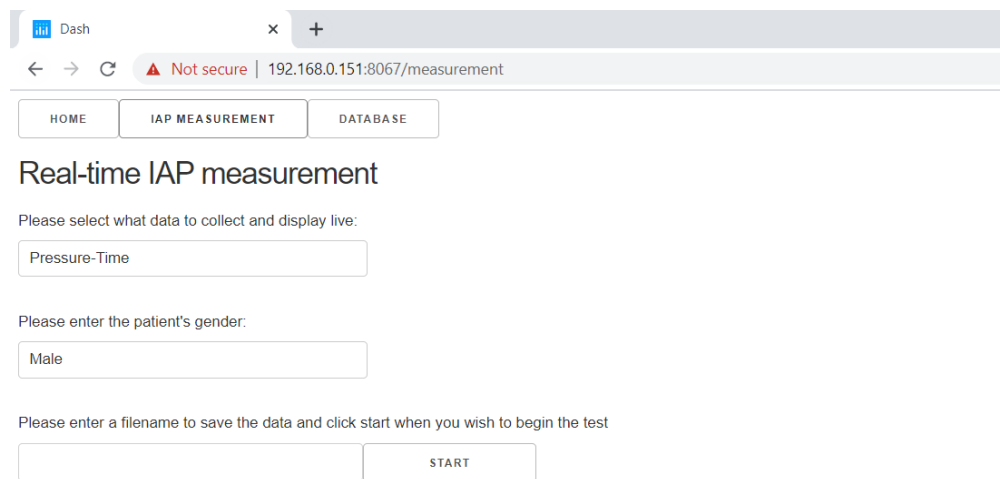 Dash
Not secure | 192.168.0.151:8067/measurement
HOME IAP MEASUREMENT DATABASE
Real-time IAP measurement
Please select what data to collect and display live:
Pressure-Time
Please enter the patient's gender:
Male
Please enter a filename to save the data and click start when you wish to begin the test
START